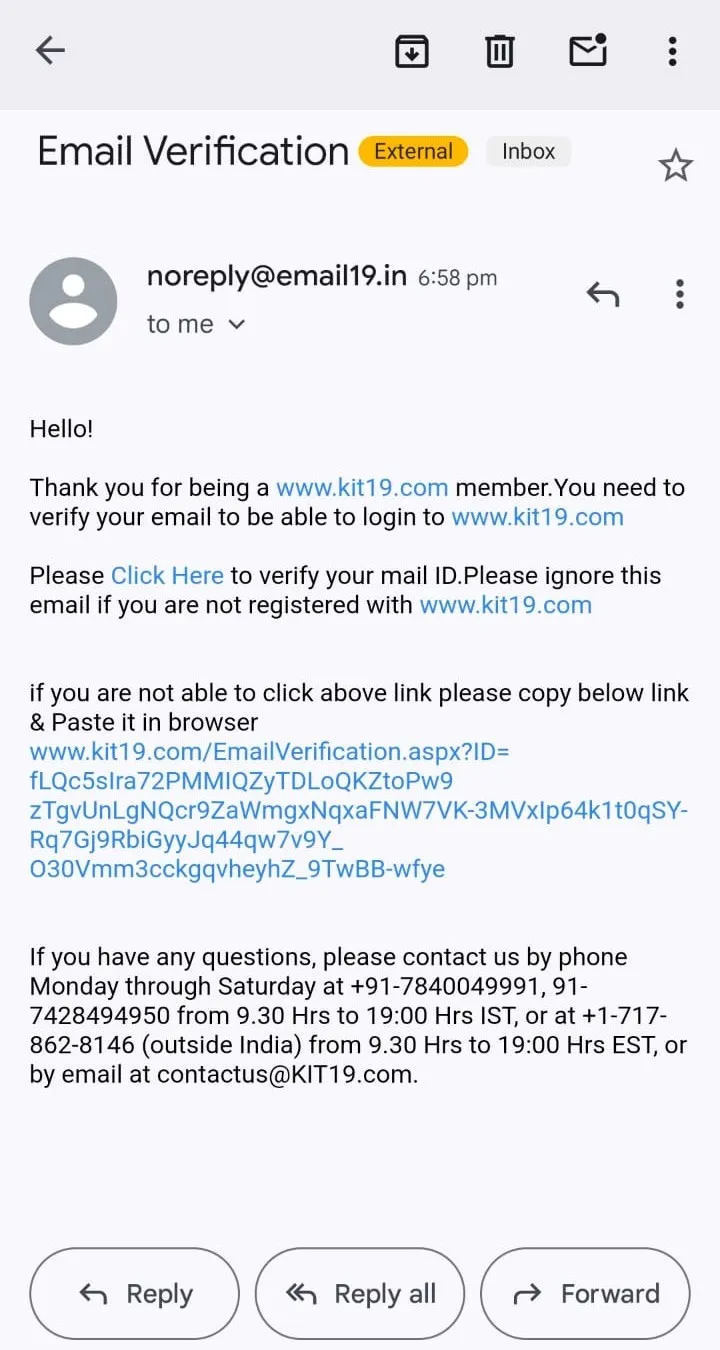 Email Verification External Inbox
noreply@email19.in 6:58 pm
to me
Hello!
Thank you for being a www.kit19.com member.You need to
verify your email to be able to login to www.kit19.com
Please Click Here to verify your mail ID.Please ignore this
email if you are not registered with www.kit19.com
if you are not able to click above link please copy below link
& Paste it in browser
www.kit19.com/EmailVerification.aspx?ID=
fLQc5sIra72PMMIQZyTDLoQKZtoPw9
zTgvUnLgNQcr9ZaWmgxNqxaFNW7VK-3MVxIp64k1t0qSY-
Rq7Gj9RbiGyyJq44qw7v9Y_
O30Vmm3cckgqvheyhZ_9TwBB-wfye
If you have any questions, please contact us by phone
Monday through Saturday at +91-7840049991, 91-
7428494950 from 9.30 Hrs to 19:00 Hrs IST, or at +1-717-
862-8146 (outside India) from 9.30 Hrs to 19:00 Hrs EST, or
by email at contactus@KIT19.com.
Reply Reply all Forward